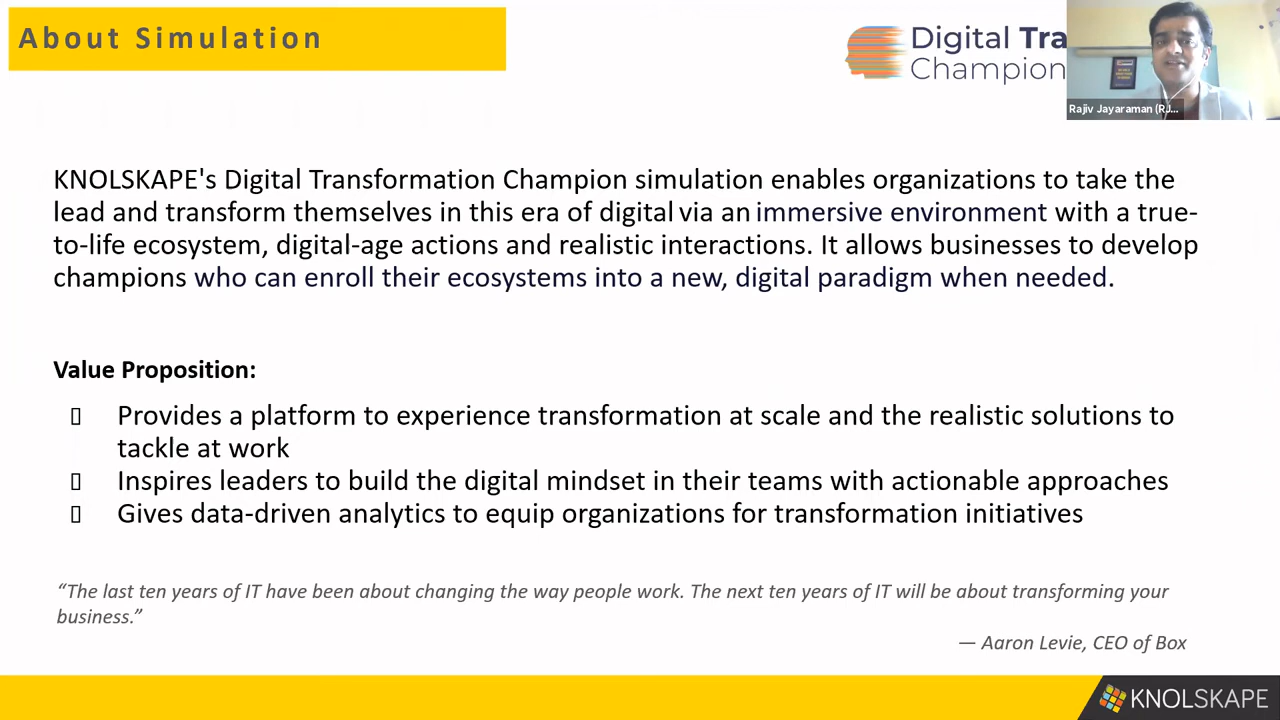 About Simulation
Digital Tra
Champion
Rajiv Jayaraman (RJ...
KNOLSKAPE's Digital Transformation Champion simulation enables organizations to take the
lead and transform themselves in this era of digital via an immersive environment with a true-
to-life ecosystem, digital-age actions and realistic interactions. It allows businesses to develop
champions who can enroll their ecosystems into a new, digital paradigm when needed.
Value Proposition:
Provides a platform to experience transformation at scale and the realistic solutions to
tackle at work
Inspires leaders to build the digital mindset in their teams with actionable approaches
Gives data-driven analytics to equip organizations for transformation initiatives
“The last ten years of IT have been about changing the way people work. The next ten years of IT will be about transforming your
business.”
— Aaron Levie, CEO of Box
KNOLSKAPE